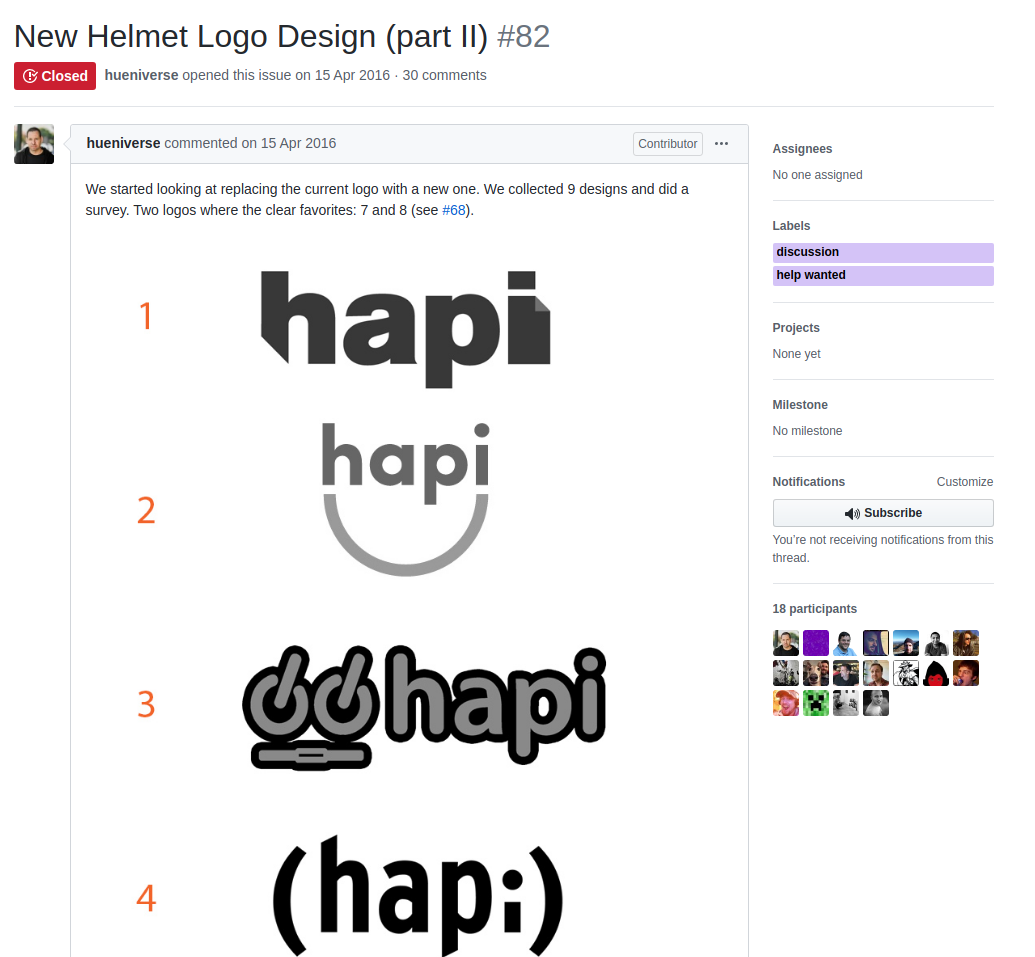 New Helmet Logo Design (part II) #82
Closed hueniverse opened this issue on 15 Apr 2016 · 30 comments
hueniverse commented on 15 Apr 2016 Contributor
We started looking at replacing the current logo with a new one. We collected 9 designs and did a
survey. Two logos where the clear favorites: 7 and 8 (see #68).
1 hapi
2 hapi
3 hapi
4 (hapi)
Assignees
No one assigned
Labels
discussion
help wanted
Projects
None yet
Milestone
No milestone
Notifications Customize
Subscribe
You’re not receiving notifications from this
thread.
18 participants